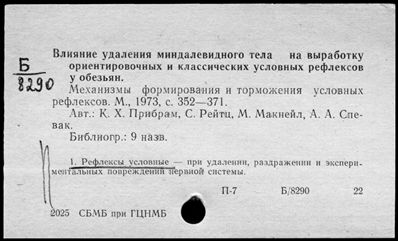 Б
8290
Влияние удаления миндалевидного тела на выработку
ориентировочных и классических условных рефлексов
у обезьян.
Механизмы формирования и торможения условных
рефлексов. М., 1973, с. 352—371.
Авт.: К. Х. Прибрам, С. Рейтц, М. Макнейл, А. А. Спе-
вак.
Библиогр.: 9 назв.
1. Рефлексы условные — при удалении, раздражении и экспери-
ментальных повреждений нервной системы.
П-7 Б/8290 22
2025 СБМБ при ГЦНМБ